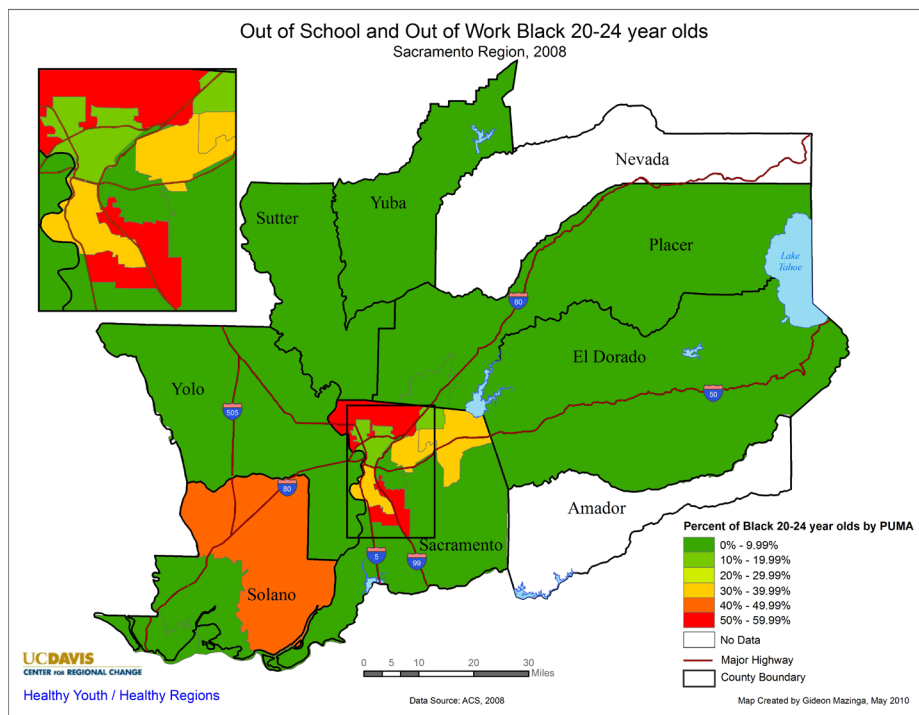 Out of School and Out of Work Black 20-24 year olds
Sacramento Region, 2008
Nevada
Yuba
Sutter
Placer
Lake
Tahoe
80
El Dorado
Yolo
50
505
80
Amador
Sacramento
5
99
Solano
Percent of Black 20-24 year olds by PUMA
0% - 9.99%
10% - 19.99%
20% - 29.99%
30% - 39.99%
40% - 49.99%
50% - 59.99%
No Data
Major Highway
County Boundary
UCDAVIS
CENTER FOR REGIONAL CHANGE
Healthy Youth / Healthy Regions
0 5 10 20 30
Miles
Data Source: ACS, 2008
Map Created by Gideon Mazinga, May 2010